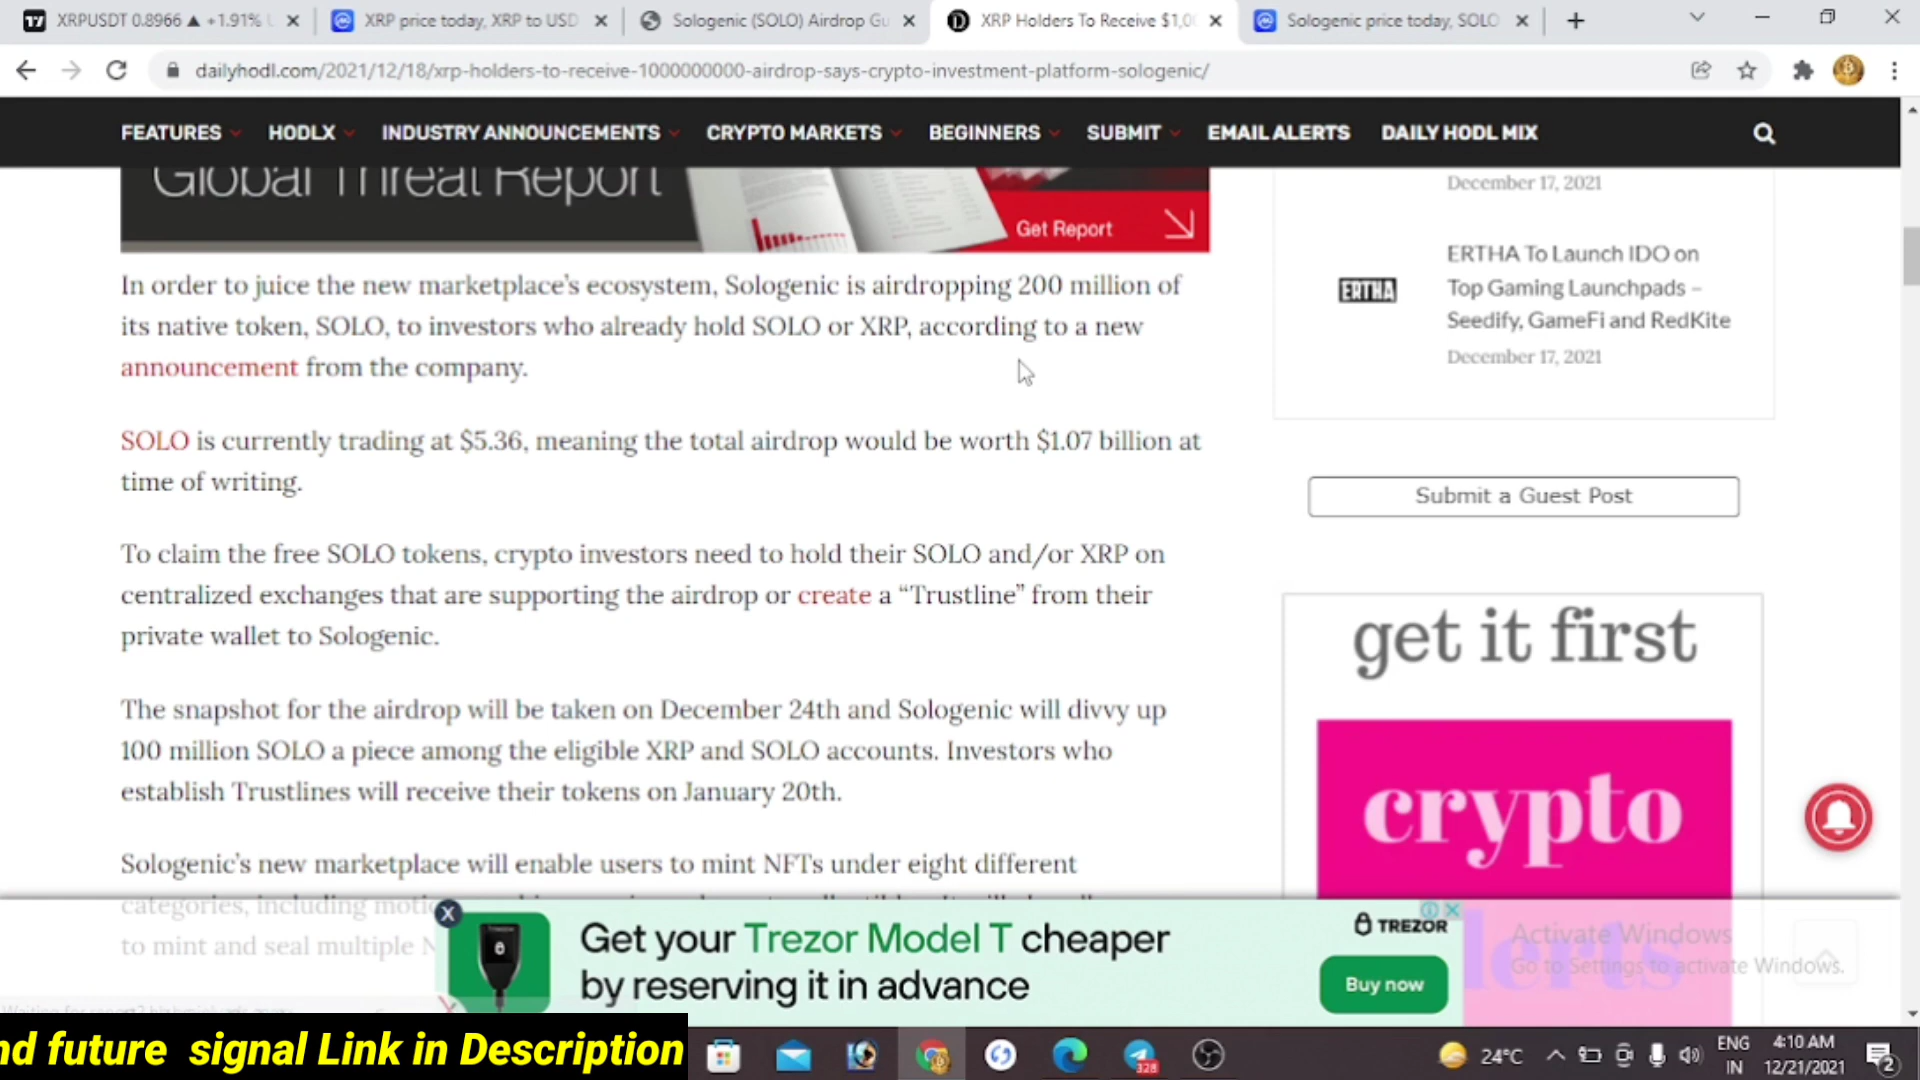 XRPUSDT 0.8966 ▲ +1.91%
XRP price today, XRP to USD
Sologenic (SOLO) Airdrop Gu
XRP Holders To Receive $1,0
Sologenic price today, SOLO
dailyhodl.com/2021/12/18/xrp-holders-to-receive-1000000000-airdrop-says-crypto-investment-platform-sologenic/
FEATURES HODLX INDUSTRY ANNOUNCEMENTS CRYPTO MARKETS BEGINNERS SUBMIT EMAIL ALERTS DAILY HODL MIX
Global Threat Report
Get Report
In order to juice the new marketplace's ecosystem, Sologenic is airdropping 200 million of
its native token, SOLO, to investors who already hold SOLO or XRP, according to a new
announcement from the company.
SOLO is currently trading at $5.36, meaning the total airdrop would be worth $1.07 billion at
time of writing.
To claim the free SOLO tokens, crypto investors need to hold their SOLO and/or XRP on
centralized exchanges that are supporting the airdrop or create a “Trustline” from their
private wallet to Sologenic.
The snapshot for the airdrop will be taken on December 24th and Sologenic will divvy up
100 million SOLO a piece among the eligible XRP and SOLO accounts. Investors who
establish Trustlines will receive their tokens on January 20th.
Sologenic's new marketplace will enable users to mint NFTs under eight different
categories, including
to mint and seal multiple
December 17, 2021
ERTHA
ERTHA To Launch IDO on
Top Gaming Launchpads –
Seedify, GameFi and RedKite
December 17, 2021
Submit a Guest Post
get it first
crypto
alerts
Activate Windows
Go to Settings to activate Windows.
X
Get your Trezor Model T cheaper
by reserving it in advance
TREZOR
Buy now
nd future signal Link in Description
328
24°C
ENG
IN
4:10 AM
12/21/2021
2